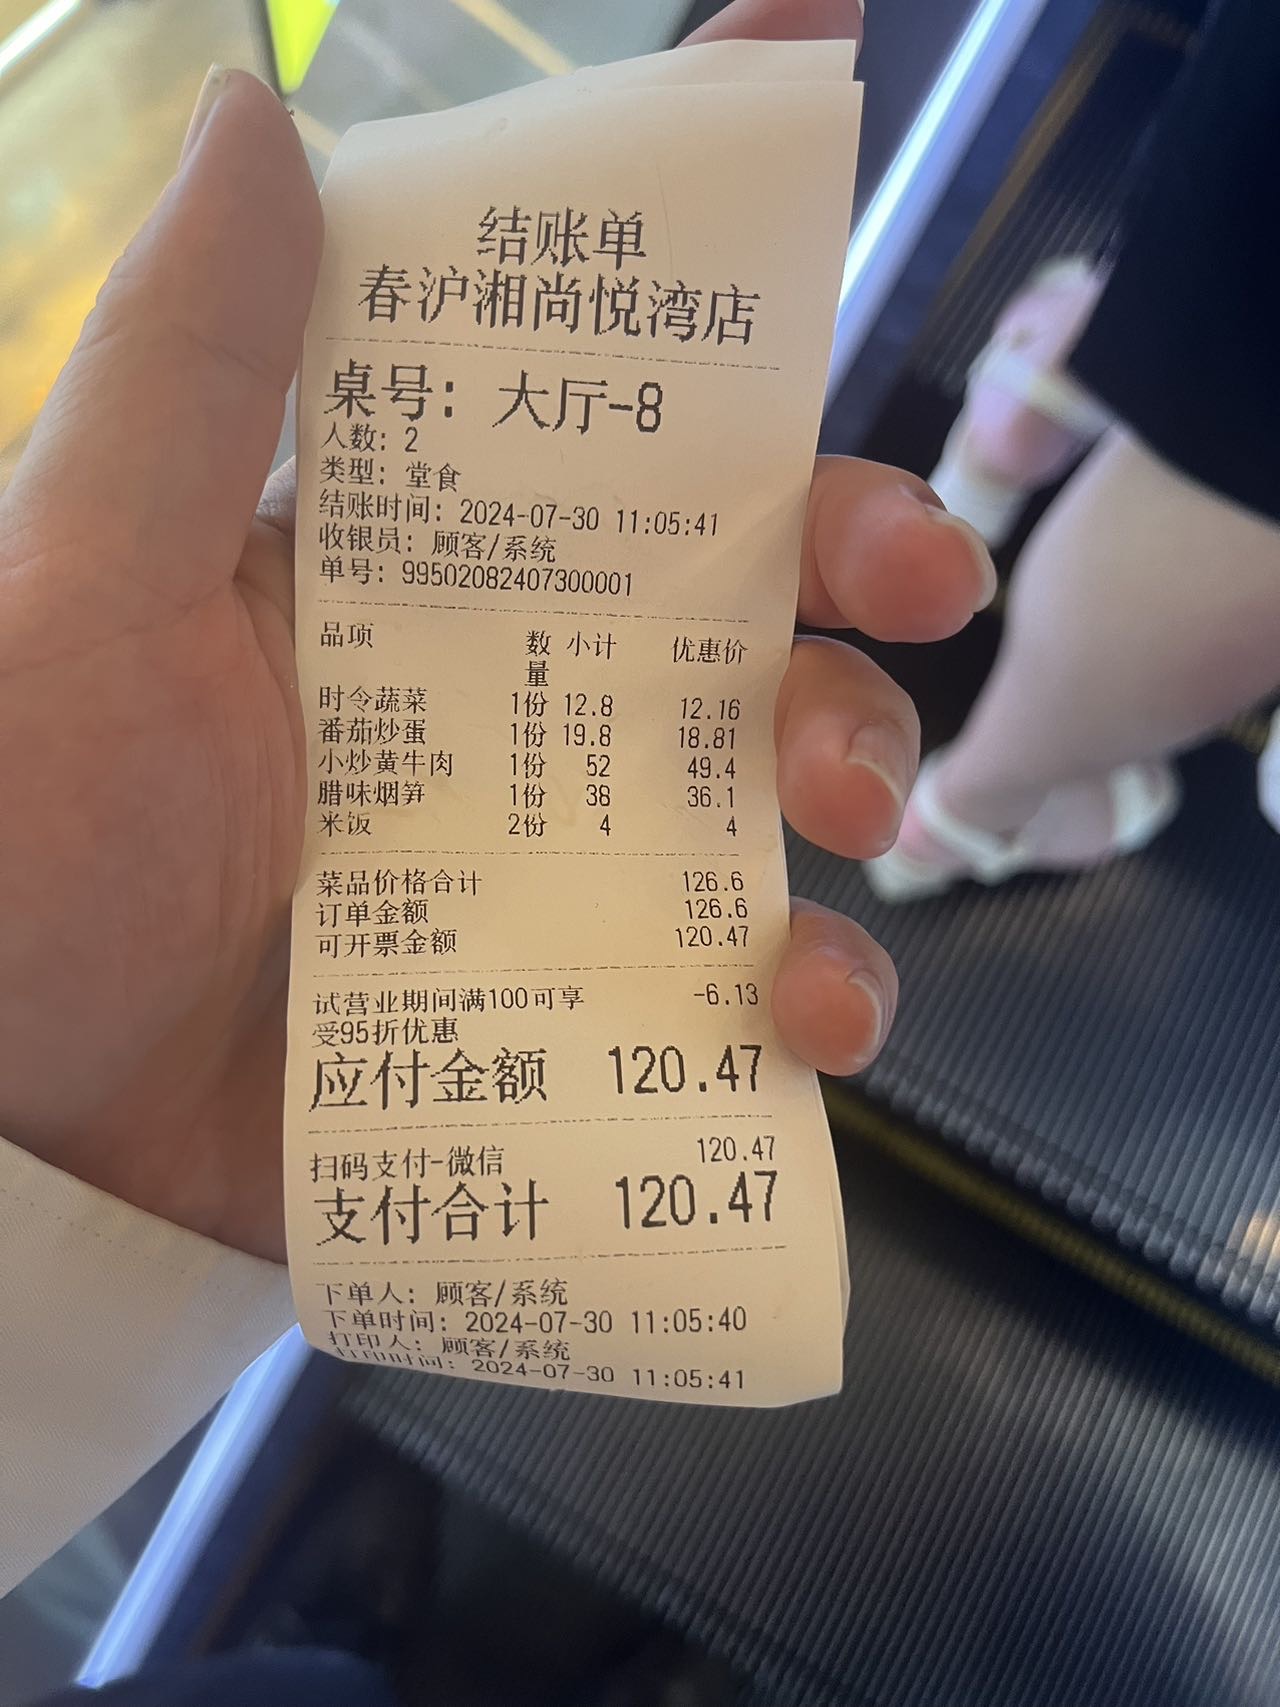 结账单
春沪湘尚悦湾店
桌号: 大厅-8
人数: 2
类型: 堂食
结账时间: 2024-07-30 11:05:41
收银员: 顾客/系统
单号: 99502082407300001
品项 数量 小计 优惠价
时令蔬菜 1份 12.8 12.16
番茄炒蛋 1份 19.8 18.81
小炒黄牛肉 1份 52 49.4
腊味烟笋 1份 38 36.1
米饭 2份 4 4
菜品价格合计 126.6
订单金额 126.6
可开票金额 120.47
试营业期间满100可享 -6.13
受95折优惠
应付金额 120.47
扫码支付-微信 120.47
支付合计 120.47
下单人: 顾客/系统
下单时间: 2024-07-30 11:05:40
打印人: 顾客/系统
打印时间: 2024-07-30 11:05:41